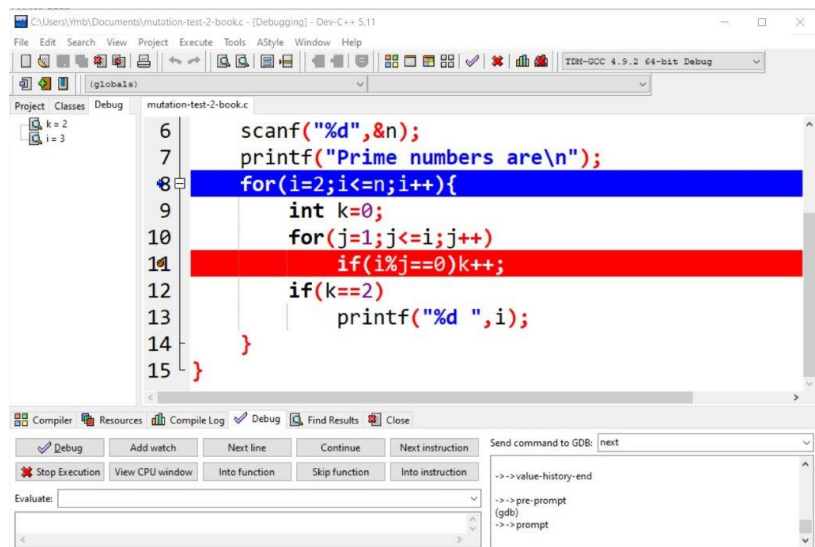 C:\Users\Ymb\Documents\mutation-test-2-book.c - [Debugging] - Dev-C++ 5.11
File Edit Search View Project Execute Tools AStyle Window Help
TDM-GCC 4.9.2 64-bit Debug
(globals)
Project Classes Debug mutation-test-2-book.c
k = 2
i = 3
6 scanf("%d",&n);
7 printf("Prime numbers are\n");
8 for(i=2;i<=n;i++){
9 int k=0;
10 for(j=1;j<=i;j++)
11 if(i%j==0)k++;
12 if(k==2)
13 printf("%d ",i);
14 }
15 }
Compiler Resources Compile Log Debug Find Results Close
Debug Add watch Next line Continue Next instruction Send command to GDB: next
Stop Execution View CPU window Into function Skip function Into instruction
->->value-history-end
Evaluate:
->->pre-prompt
(gdb)
->->prompt